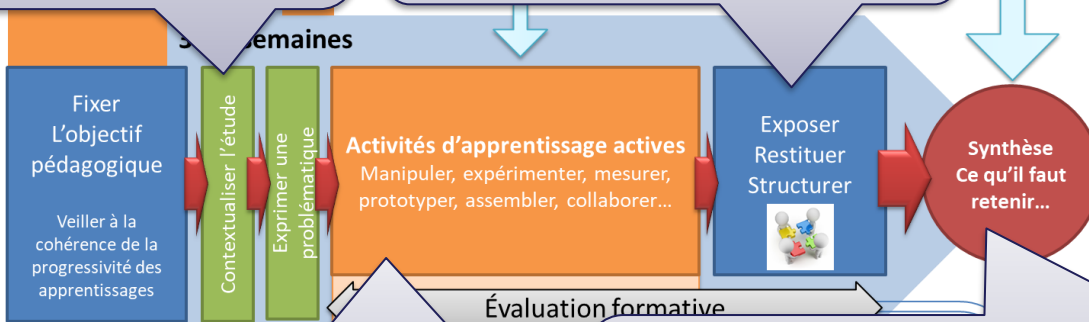 3 semaines
Fixer
L’objectif
pédagogique
Veiller à la
cohérence de la
progressivité des
apprentissages
Contextualiser l’étude
Exprimer une
problématique
Activités d’apprentissage actives
Manipuler, expérimenter, mesurer,
prototyper, assembler, collaborer…
Exposer
Restituer
Structurer
Synthèse
Ce qu’il faut
retenir…
Évaluation formative